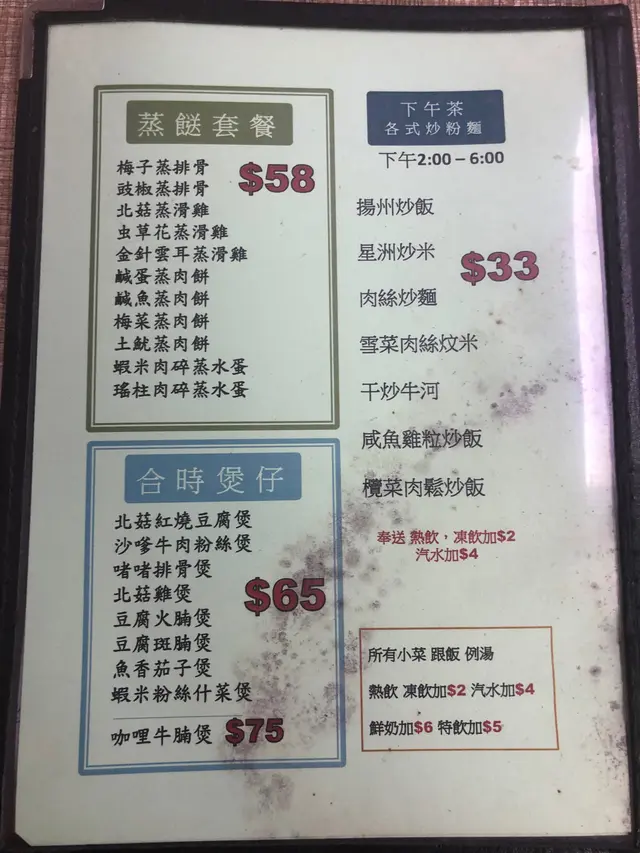 蒸餸套餐
梅子蒸排骨
豉椒蒸排骨
$58
北菇蒸滑雞
虫草花蒸滑雞
金針雲耳蒸滑雞
鹹蛋蒸肉餅
鹹魚蒸肉餅
梅菜蒸肉餅
土魷蒸肉餅
蝦米肉碎蒸水蛋
瑤柱肉碎蒸水蛋
合時煲仔
北菇紅燒豆腐煲
沙嗲牛肉粉絲煲
啫啫排骨煲
北菇雞煲
$65
豆腐火腩煲
豆腐斑腩煲
魚香茄子煲
蝦米粉絲什菜煲
咖哩牛腩煲 $75
下午茶
各式炒粉麵
下午2:00 – 6:00
揚州炒飯
星洲炒米
$33
肉絲炒麵
雪菜肉絲炆米
干炒牛河
咸魚雞粒炒飯
欖菜肉鬆炒飯
奉送 熱飲，凍飲加$2
汽水加$4
所有小菜 跟飯 例湯
熱飲 凍飲加$2 汽水加$4
鮮奶加$6 特飲加$5